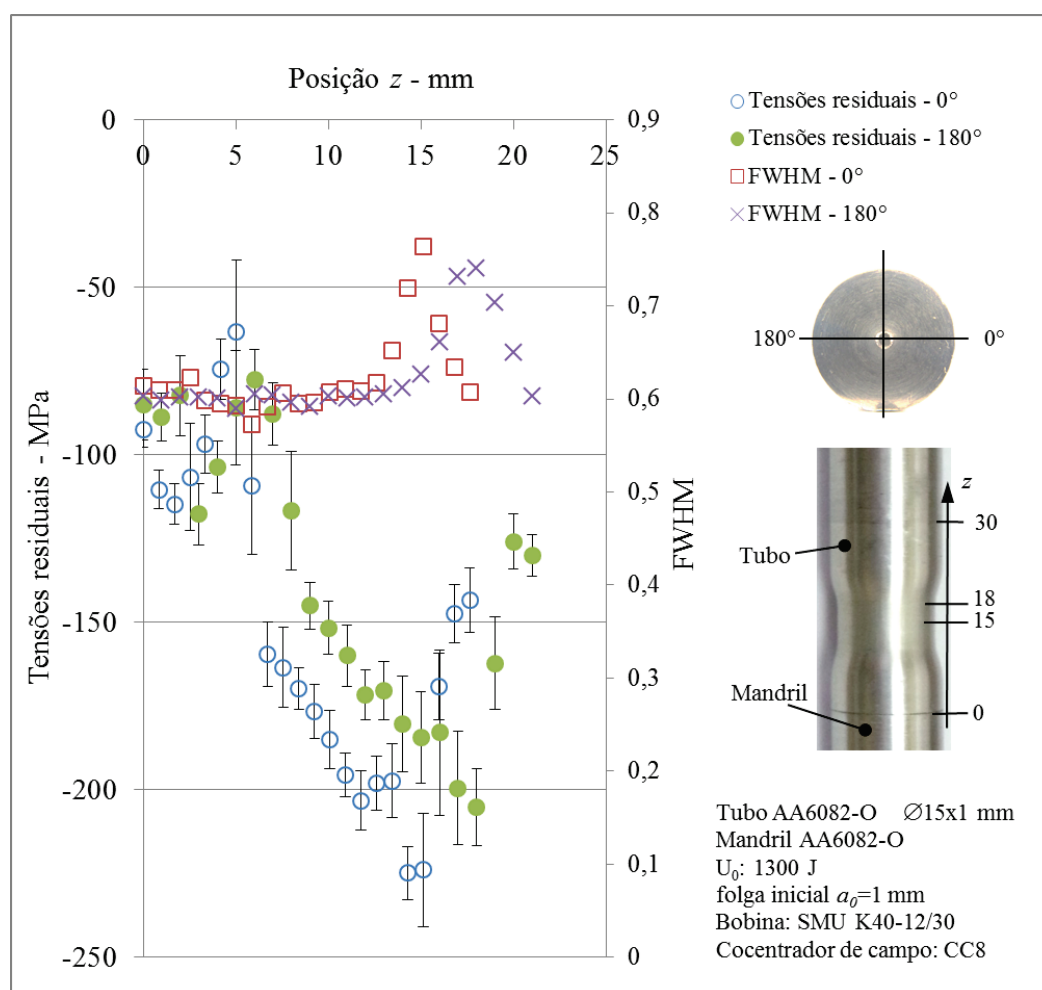 Posição z - mm
0
0
5
10
15
20
25
-50
-100
-150
-200
-250
Tensões residuais - MPa
0,9
0,8
0,7
0,6
0,5
0,4
0,3
0,2
0,1
0
FWHM
Tensões residuais - 0°
Tensões residuais - 180°
FWHM - 0°
FWHM - 180°
180°
0°
z
30
Tubo
18
15
Mandril
0
Tubo AA6082-O ∅15x1 mm
Mandril AA6082-O
U₀: 1300 J
folga inicial a₀=1 mm
Bobina: SMU K40-12/30
Cocentrador de campo: CC8